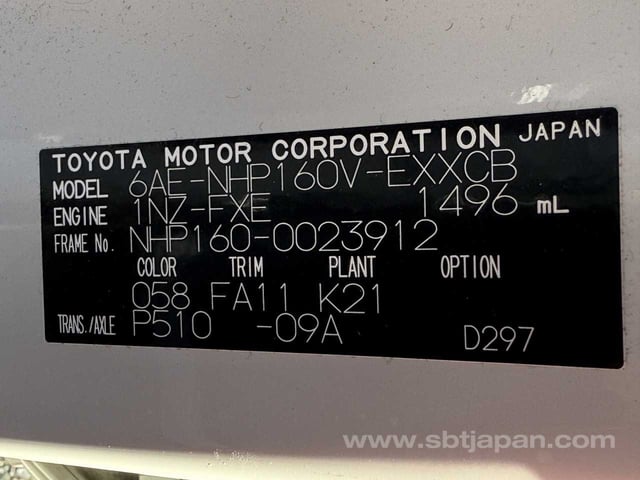 TOYOTA MOTOR CORPORATION JAPAN
MODEL 6AE-NHP160V-EXXCB
ENGINE 1NZ-FXE 1496 mL
FRAME No. NHP160-0023912
COLOR TRIM PLANT OPTION
058 FA11 K21
TRANS./AXLE P510 -09A D297
www.sbtjapan.com